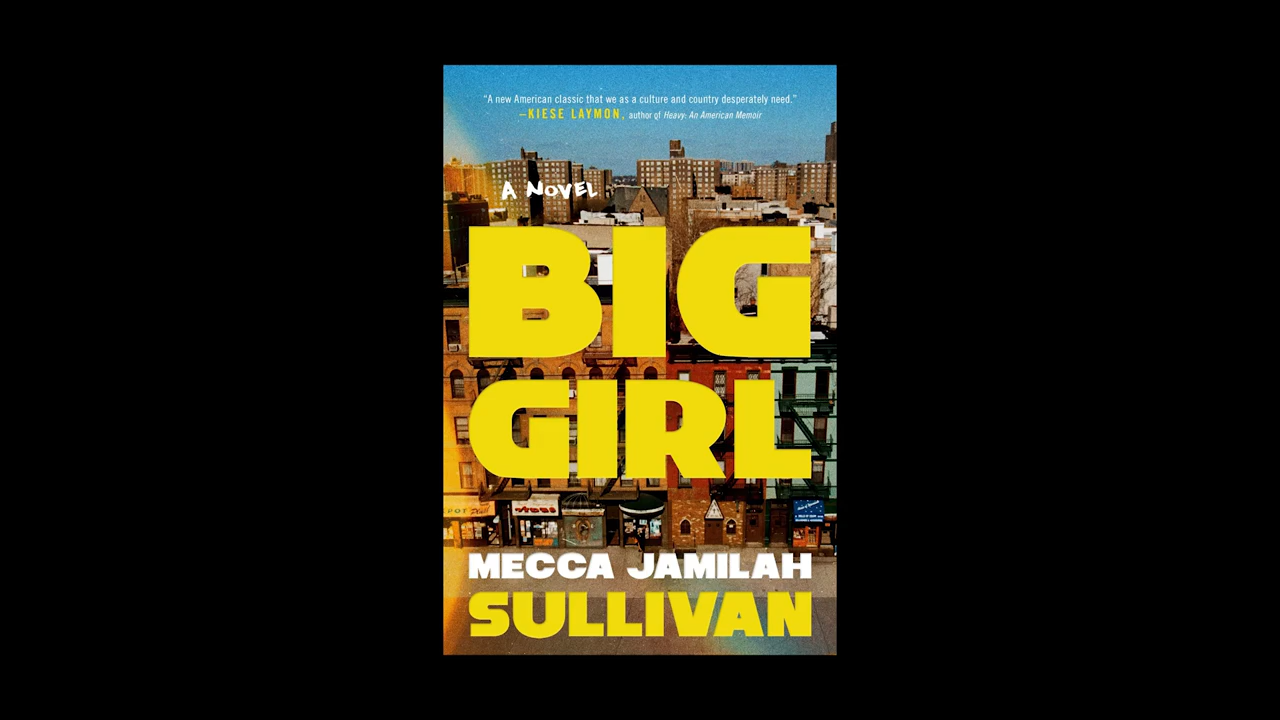 “A new American classic that we as a culture and country desperately need.”
—KIESE LAYMON, author of Heavy: An American Memoir
A NOVEL
BIG
GIRL
MECCA JAMILAH
SULLIVAN